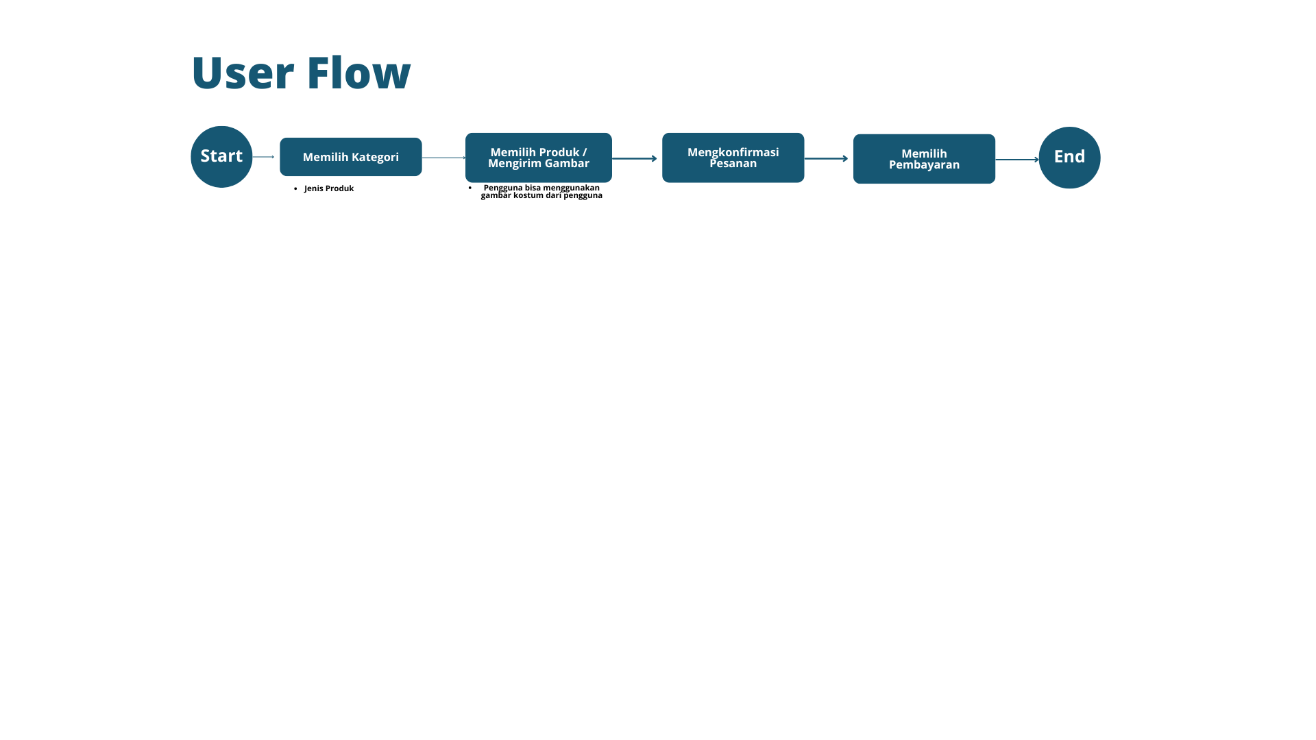 User Flow
Start
Memilih Kategori
• Jenis Produk
Memilih Produk /
Mengirim Gambar
• Pengguna bisa menggunakan
gambar kostum dari pengguna
Mengkonfirmasi
Pesanan
Memilih
Pembayaran
End